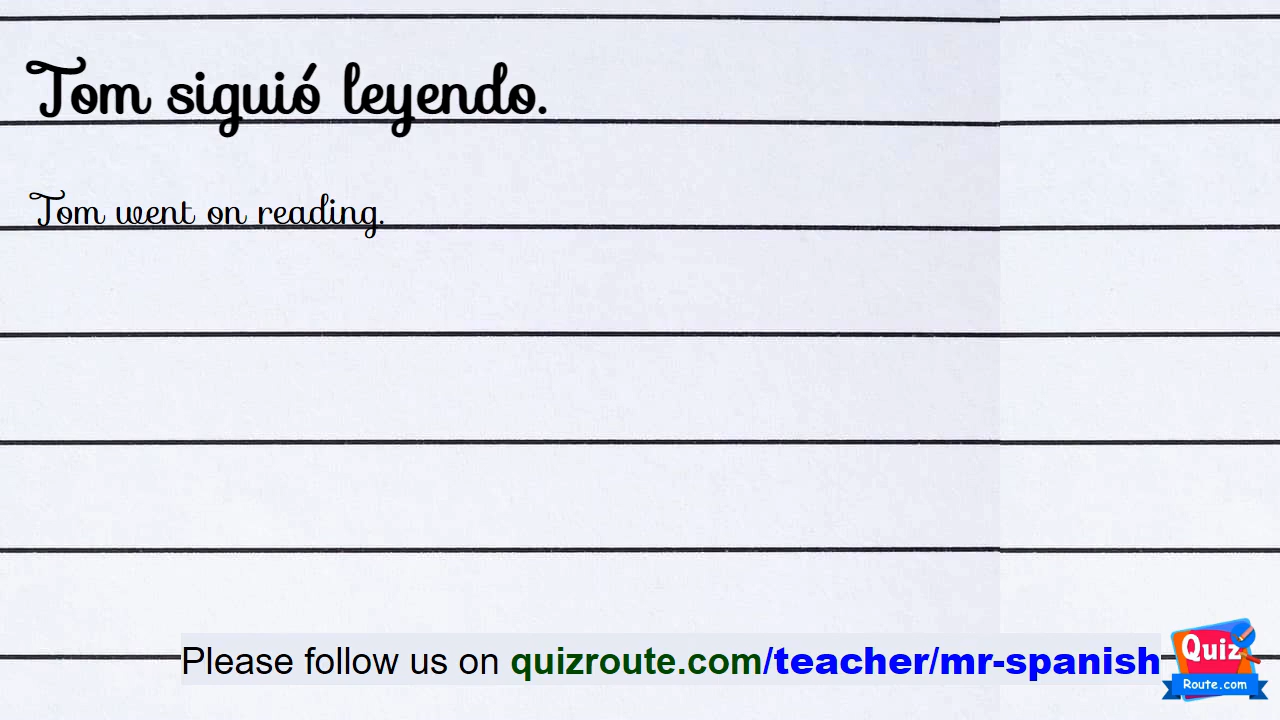 Tom siguió leyendo.
Tom went on reading.
Please follow us on quizroute.com/teacher/mr-spanish
Quiz
Route.com